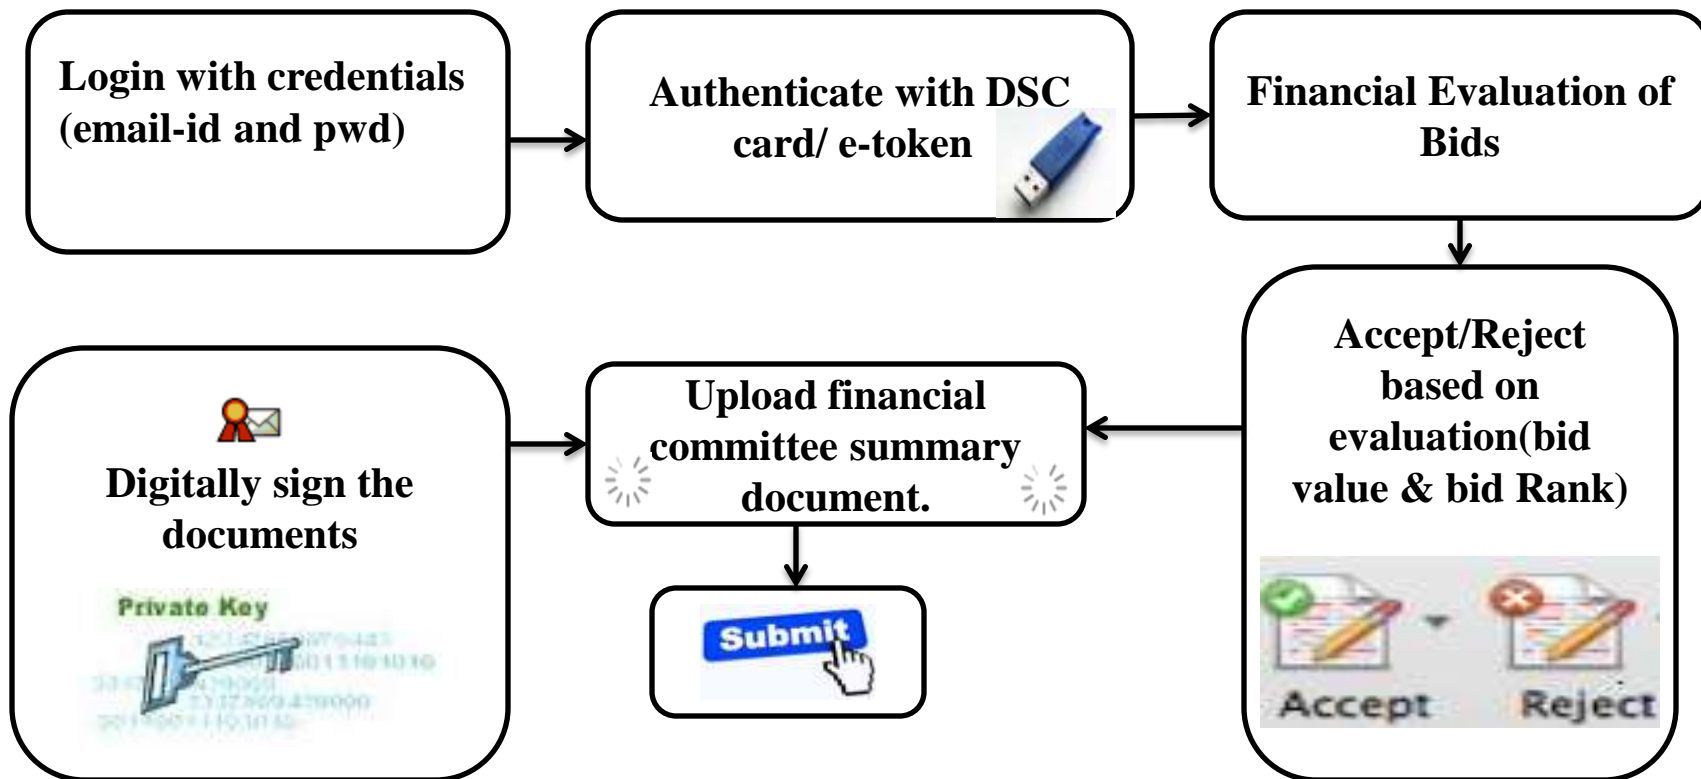 Login with credentials
(email-id and pwd)
Authenticate with DSC
card/ e-token
Financial Evaluation of
Bids
Accept/Reject
based on
evaluation(bid
value & bid Rank)
Accept
Reject
Upload financial
committee summary
document.
Digitally sign the
documents
Private Key
Submit